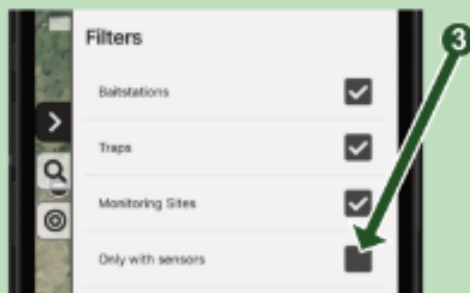 Filters
3
Baitstations
Traps
Monitoring Sites
Only with sensors